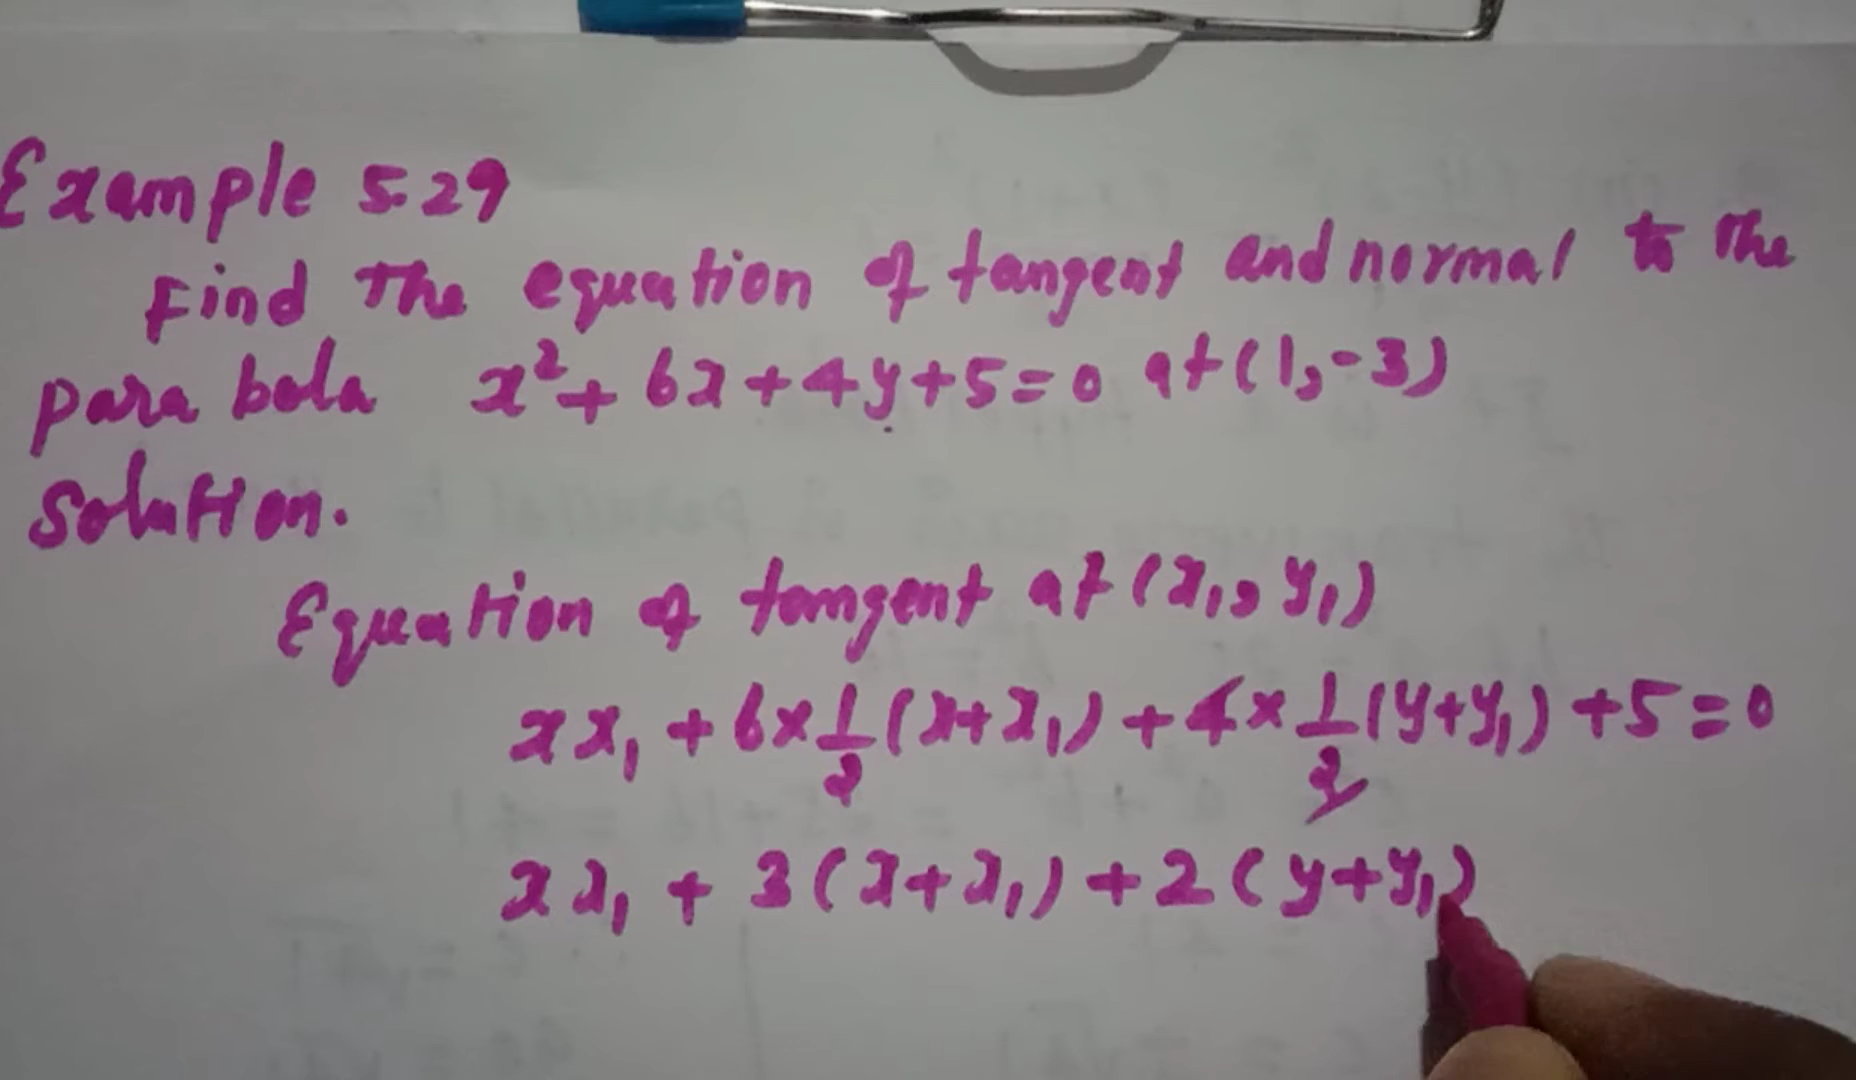 Example 5.29
Find The equation of tangent and normal to The
parabola x²+6x+4y+5=0 at(1,-3)
Solution.
Equation of tangent at (x₁, y₁)
xx₁ + 6×1/2(x+x₁)+4×1/2(y+y₁)+5=0
xx₁ + 3(x+x₁)+2(y+y₁)